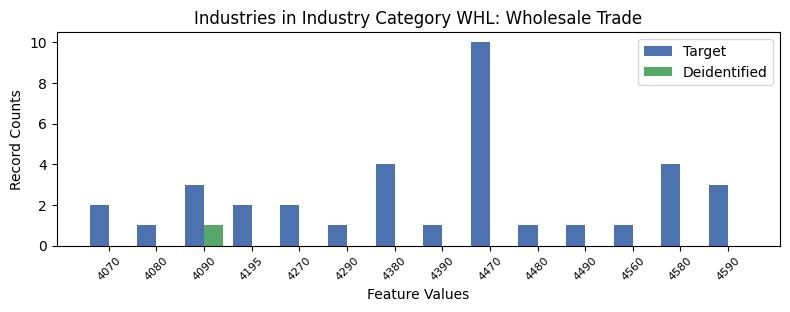 Industries in Industry Category WHL: Wholesale Trade
Target
Deidentified
Record Counts
10
8
6
4
2
0
4070 4080 4090 4195 4270 4290 4380 4390 4470 4480 4490 4560 4580 4590
Feature Values